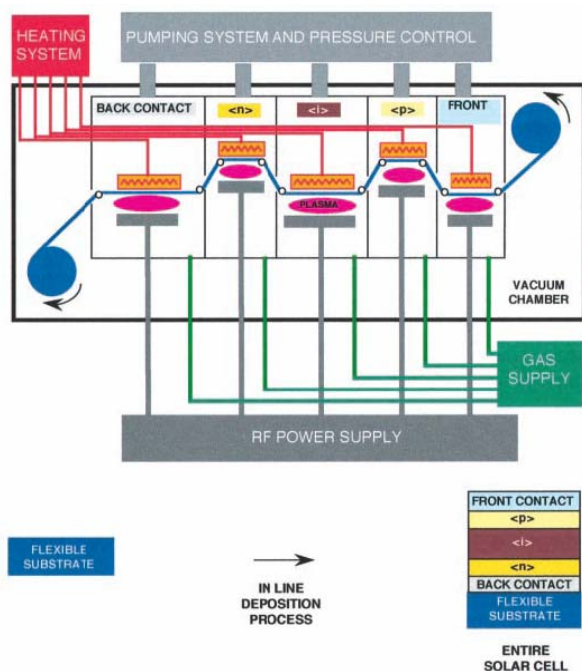 HEATING
SYSTEM
PUMPING SYSTEM AND PRESSURE CONTROL
BACK CONTACT
<n>
<i>
<p>
FRONT
PLASMA
VACUUM
CHAMBER
GAS
SUPPLY
RF POWER SUPPLY
FLEXIBLE
SUBSTRATE
IN LINE
DEPOSITION
PROCESS
FRONT CONTACT
<p>
<i>
<n>
BACK CONTACT
FLEXIBLE
SUBSTRATE
ENTIRE
SOLAR CELL